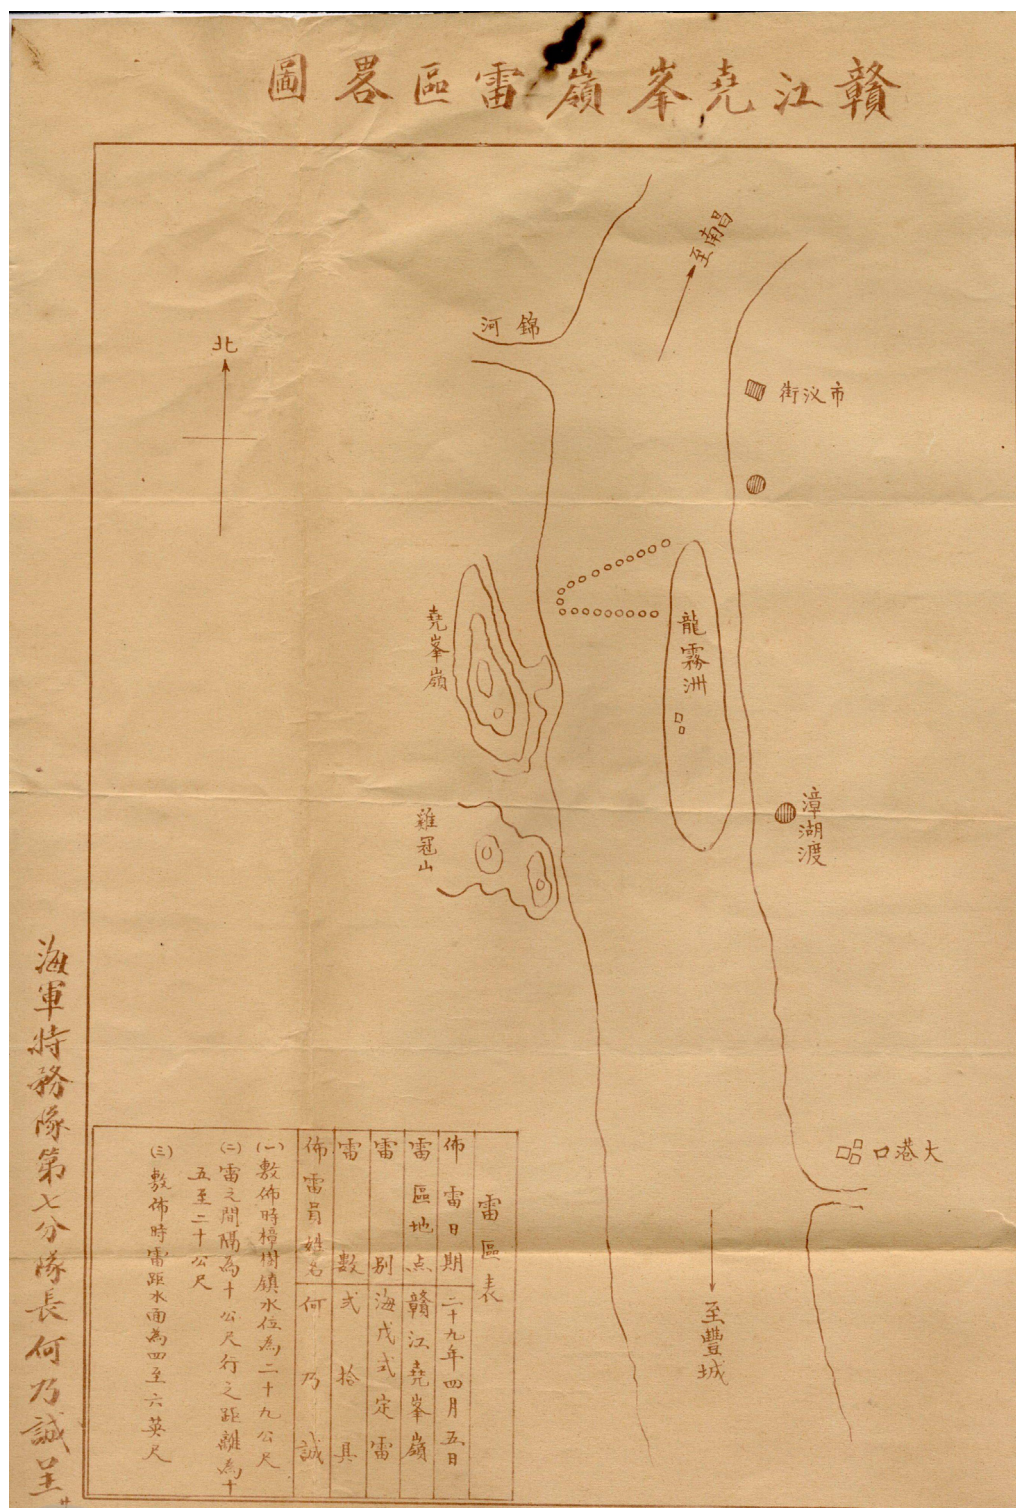 贛江堯峯嶺雷區畧圖
至南昌
錦河
北
市汊街
堯峯嶺
龍霧洲
漳湖渡
雞冠山
大港口
至豐城
雷區表
佈雷日期 二十九年四月五日
雷區地点 贛江堯峯嶺
雷別 海戊式定雷
雷數 弍拾具
佈雷員姓名 何乃誠
(一)敷佈時樟樹鎮水位為二十九公尺
(二)雷之間隔為十公尺行之距離為十
五至二十公尺
(三)敷佈時雷距水面為四至六英尺
海軍特務隊第七分隊長何乃誠呈